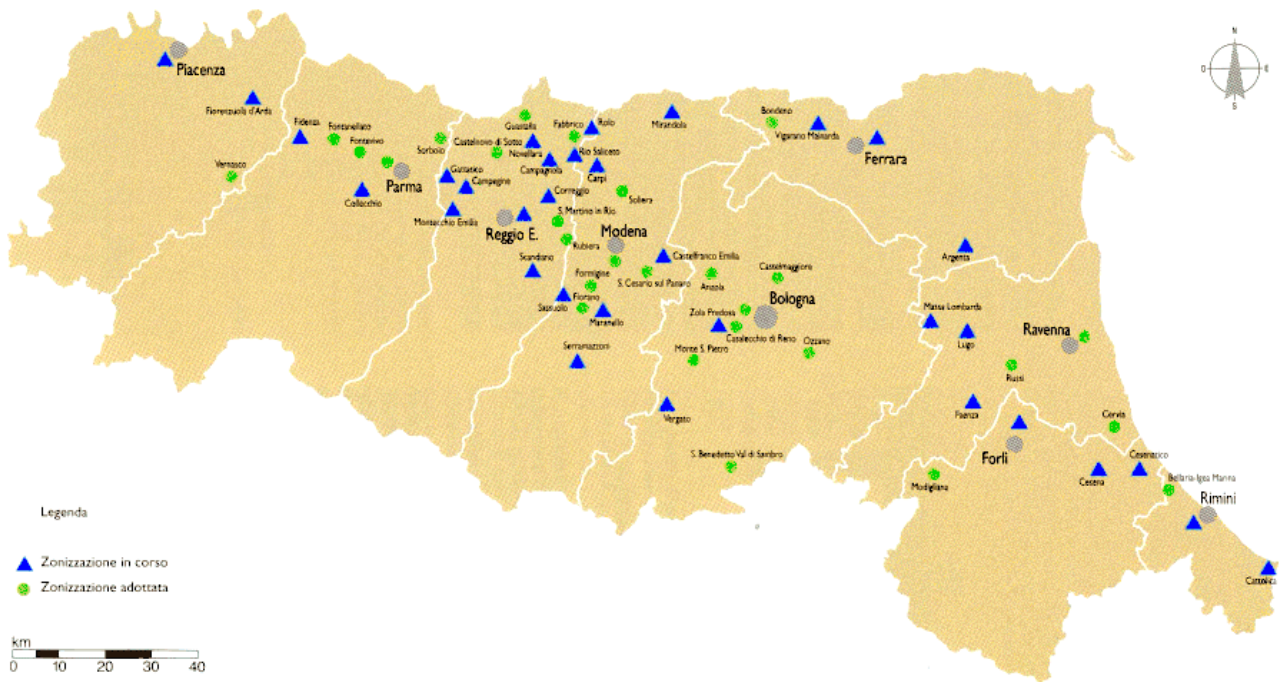 N
O
E
S
Piacenza
Fiorenzuola d'Arda
Vernasco
Fidenza
Fontanellato
Fontevivo
Sorbolo
Parma
Collecchio
Guastalla
Castelnovo di Sotto
Novellara
Fabbrico
Rolo
Campagnola
Rio Saliceto
Gattatico
Campegine
Correggio
Montecchio Emilia
Reggio E.
S. Martino in Rio
Rubiera
Scandiano
Mirandola
Carpi
Soliera
Modena
Castelfranco Emilia
Formigine
S. Cesario sul Panaro
Fiorano
Sassuolo
Maranello
Serramazzoni
Bondeno
Vigarano Mainarda
Ferrara
Argenta
Anzola
Castelmaggiore
Bologna
Zola Predosa
Casalecchio di Reno
Monte S. Pietro
Ozzano
Vergato
S. Benedetto Val di Sambro
Massa Lombarda
Lugo
Ravenna
Russi
Faenza
Cervia
Forlì
Modigliana
Cesena
Cesenatico
Bellaria-Igea Marina
Rimini
Cattolica
Legenda
Zonizzazione in corso
Zonizzazione adottata
km
0 10 20 30 40